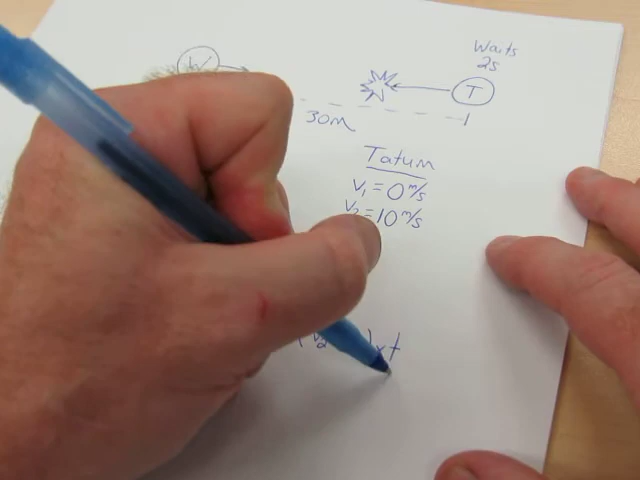 Waits
2s
W
T
30M
Tatum
V₁ = 0 m/s
V₂ = 10 m/s
) x t